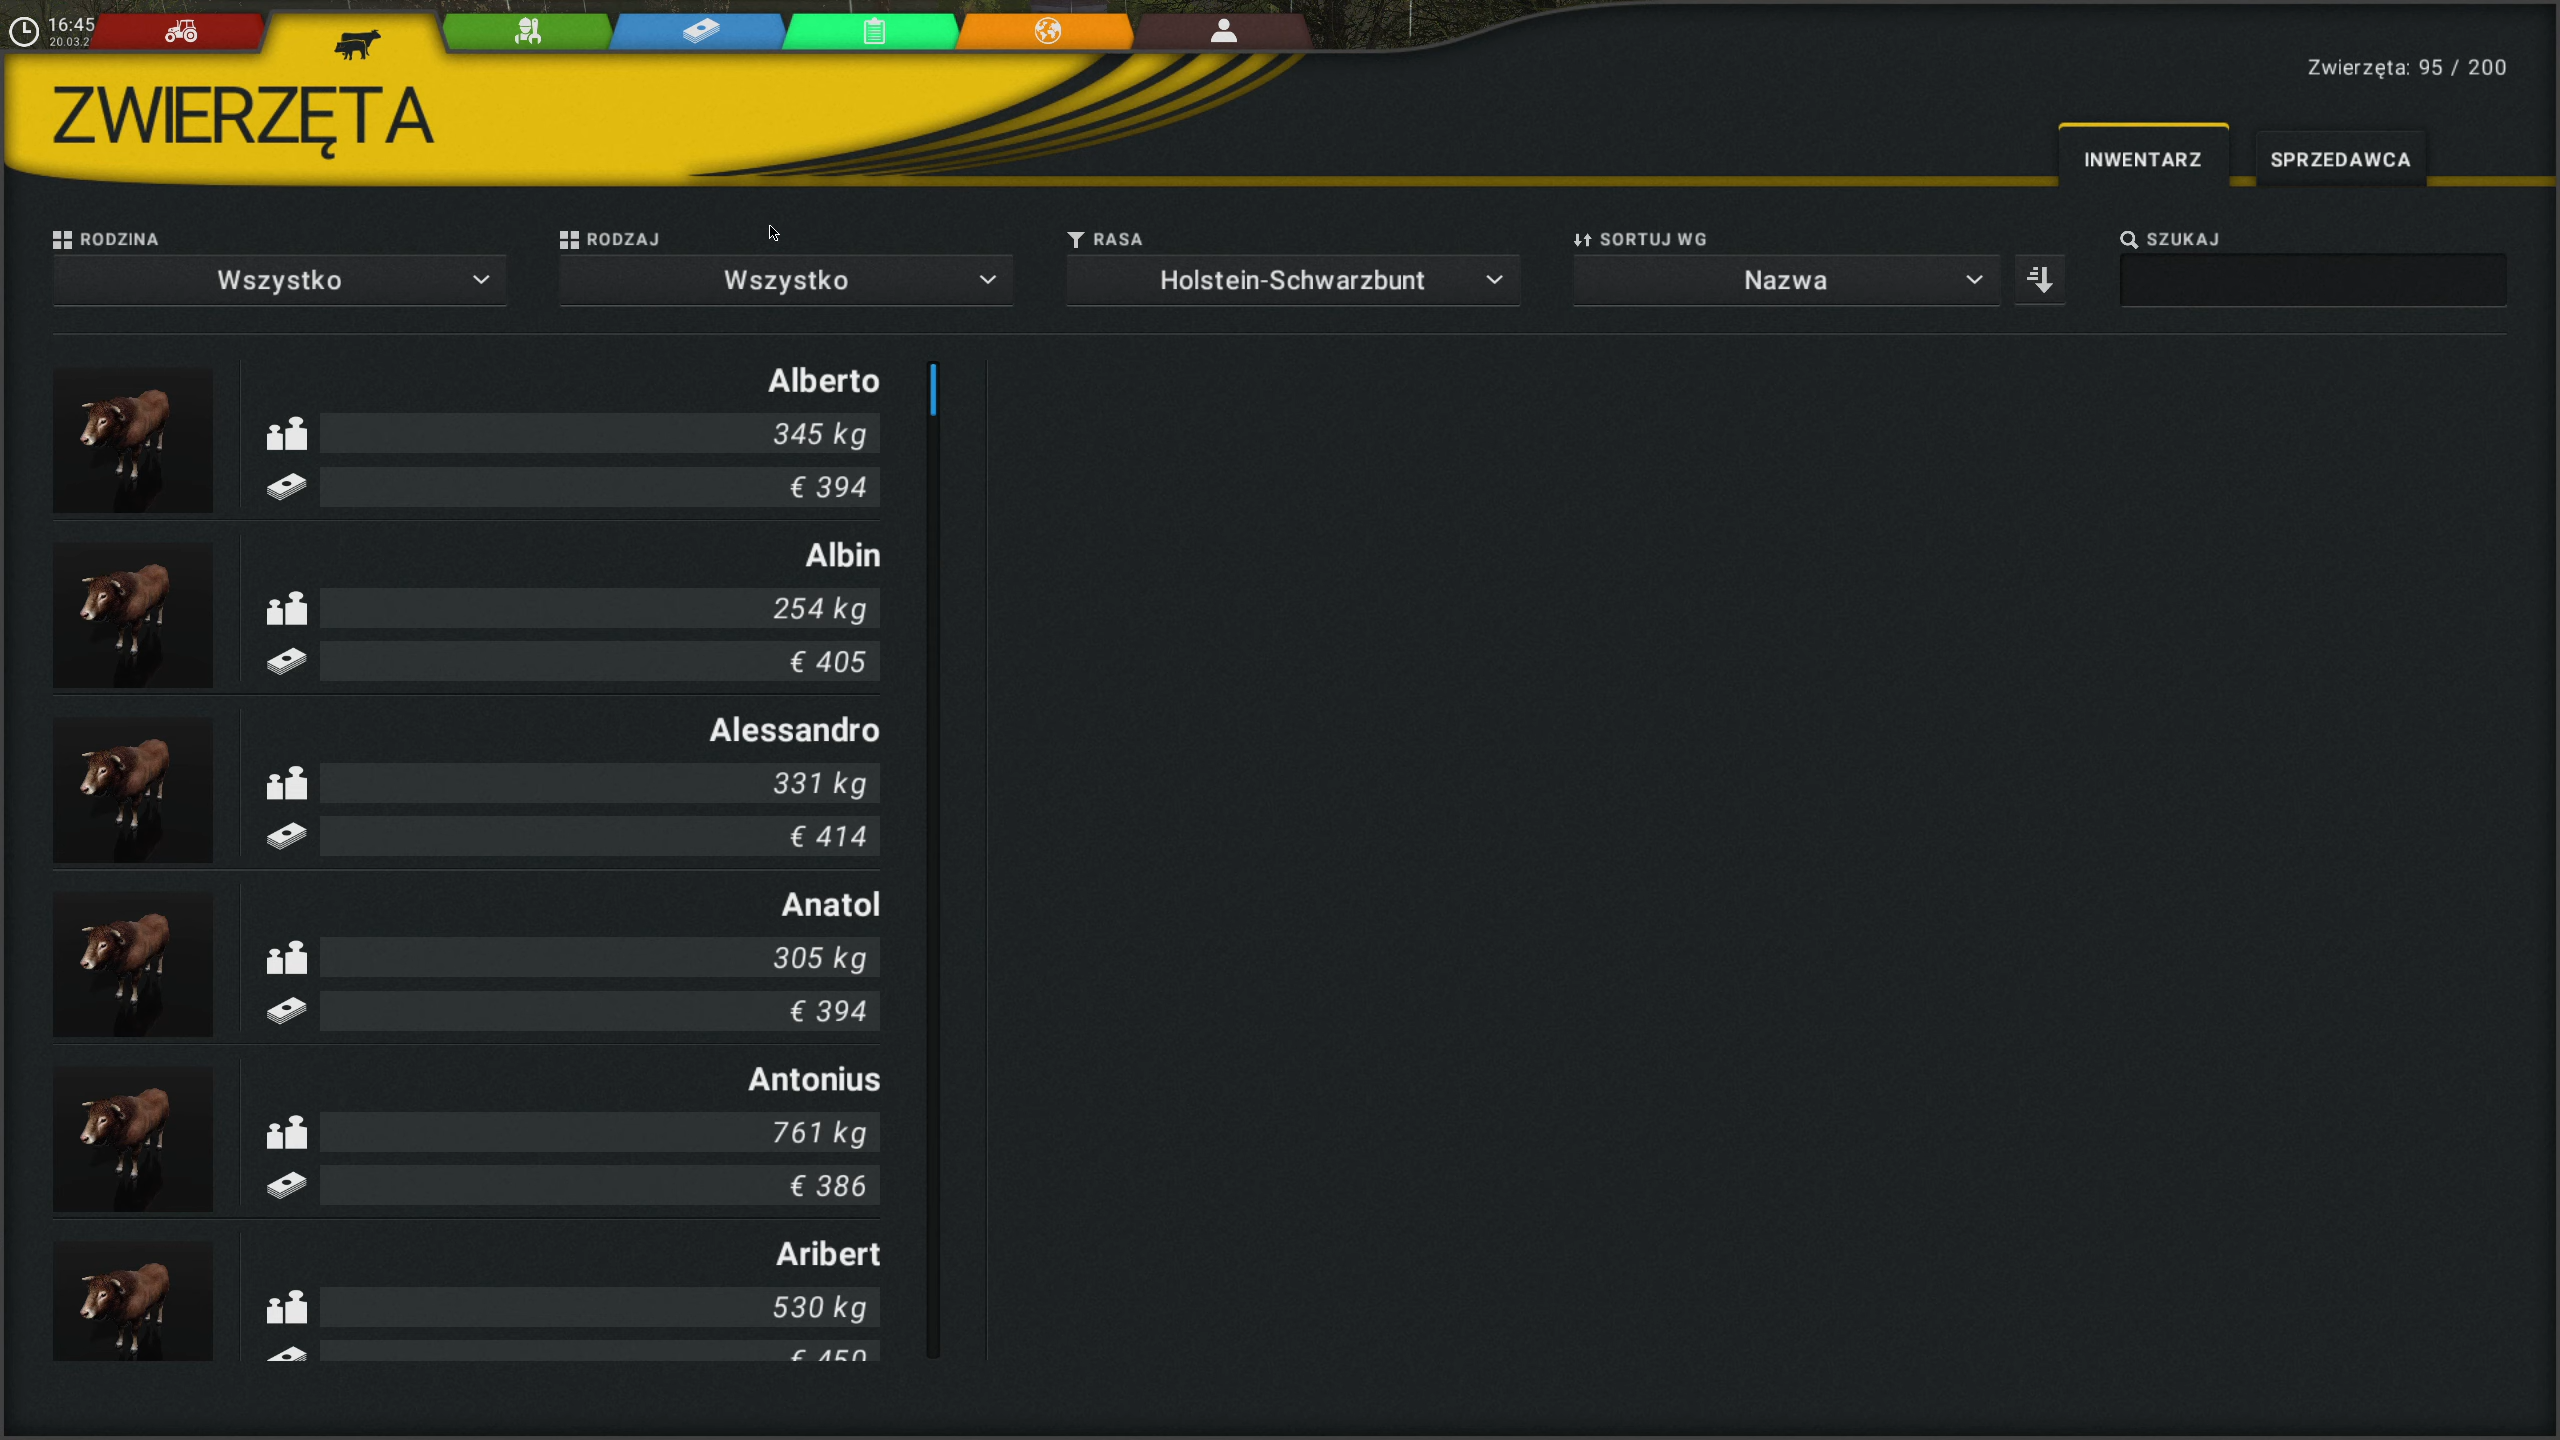 16:45
20.03.2
Zwierzęta: 95 / 200
ZWIERZĘTA
INWENTARZ
SPRZEDAWCA
RODZINA
RODZAJ
RASA
SORTUJ WG
SZUKAJ
Wszystko
Wszystko
Holstein-Schwarzbunt
Nazwa
Alberto
345 kg
€ 394
Albin
254 kg
€ 405
Alessandro
331 kg
€ 414
Anatol
305 kg
€ 394
Antonius
761 kg
€ 386
Aribert
530 kg
€ 450